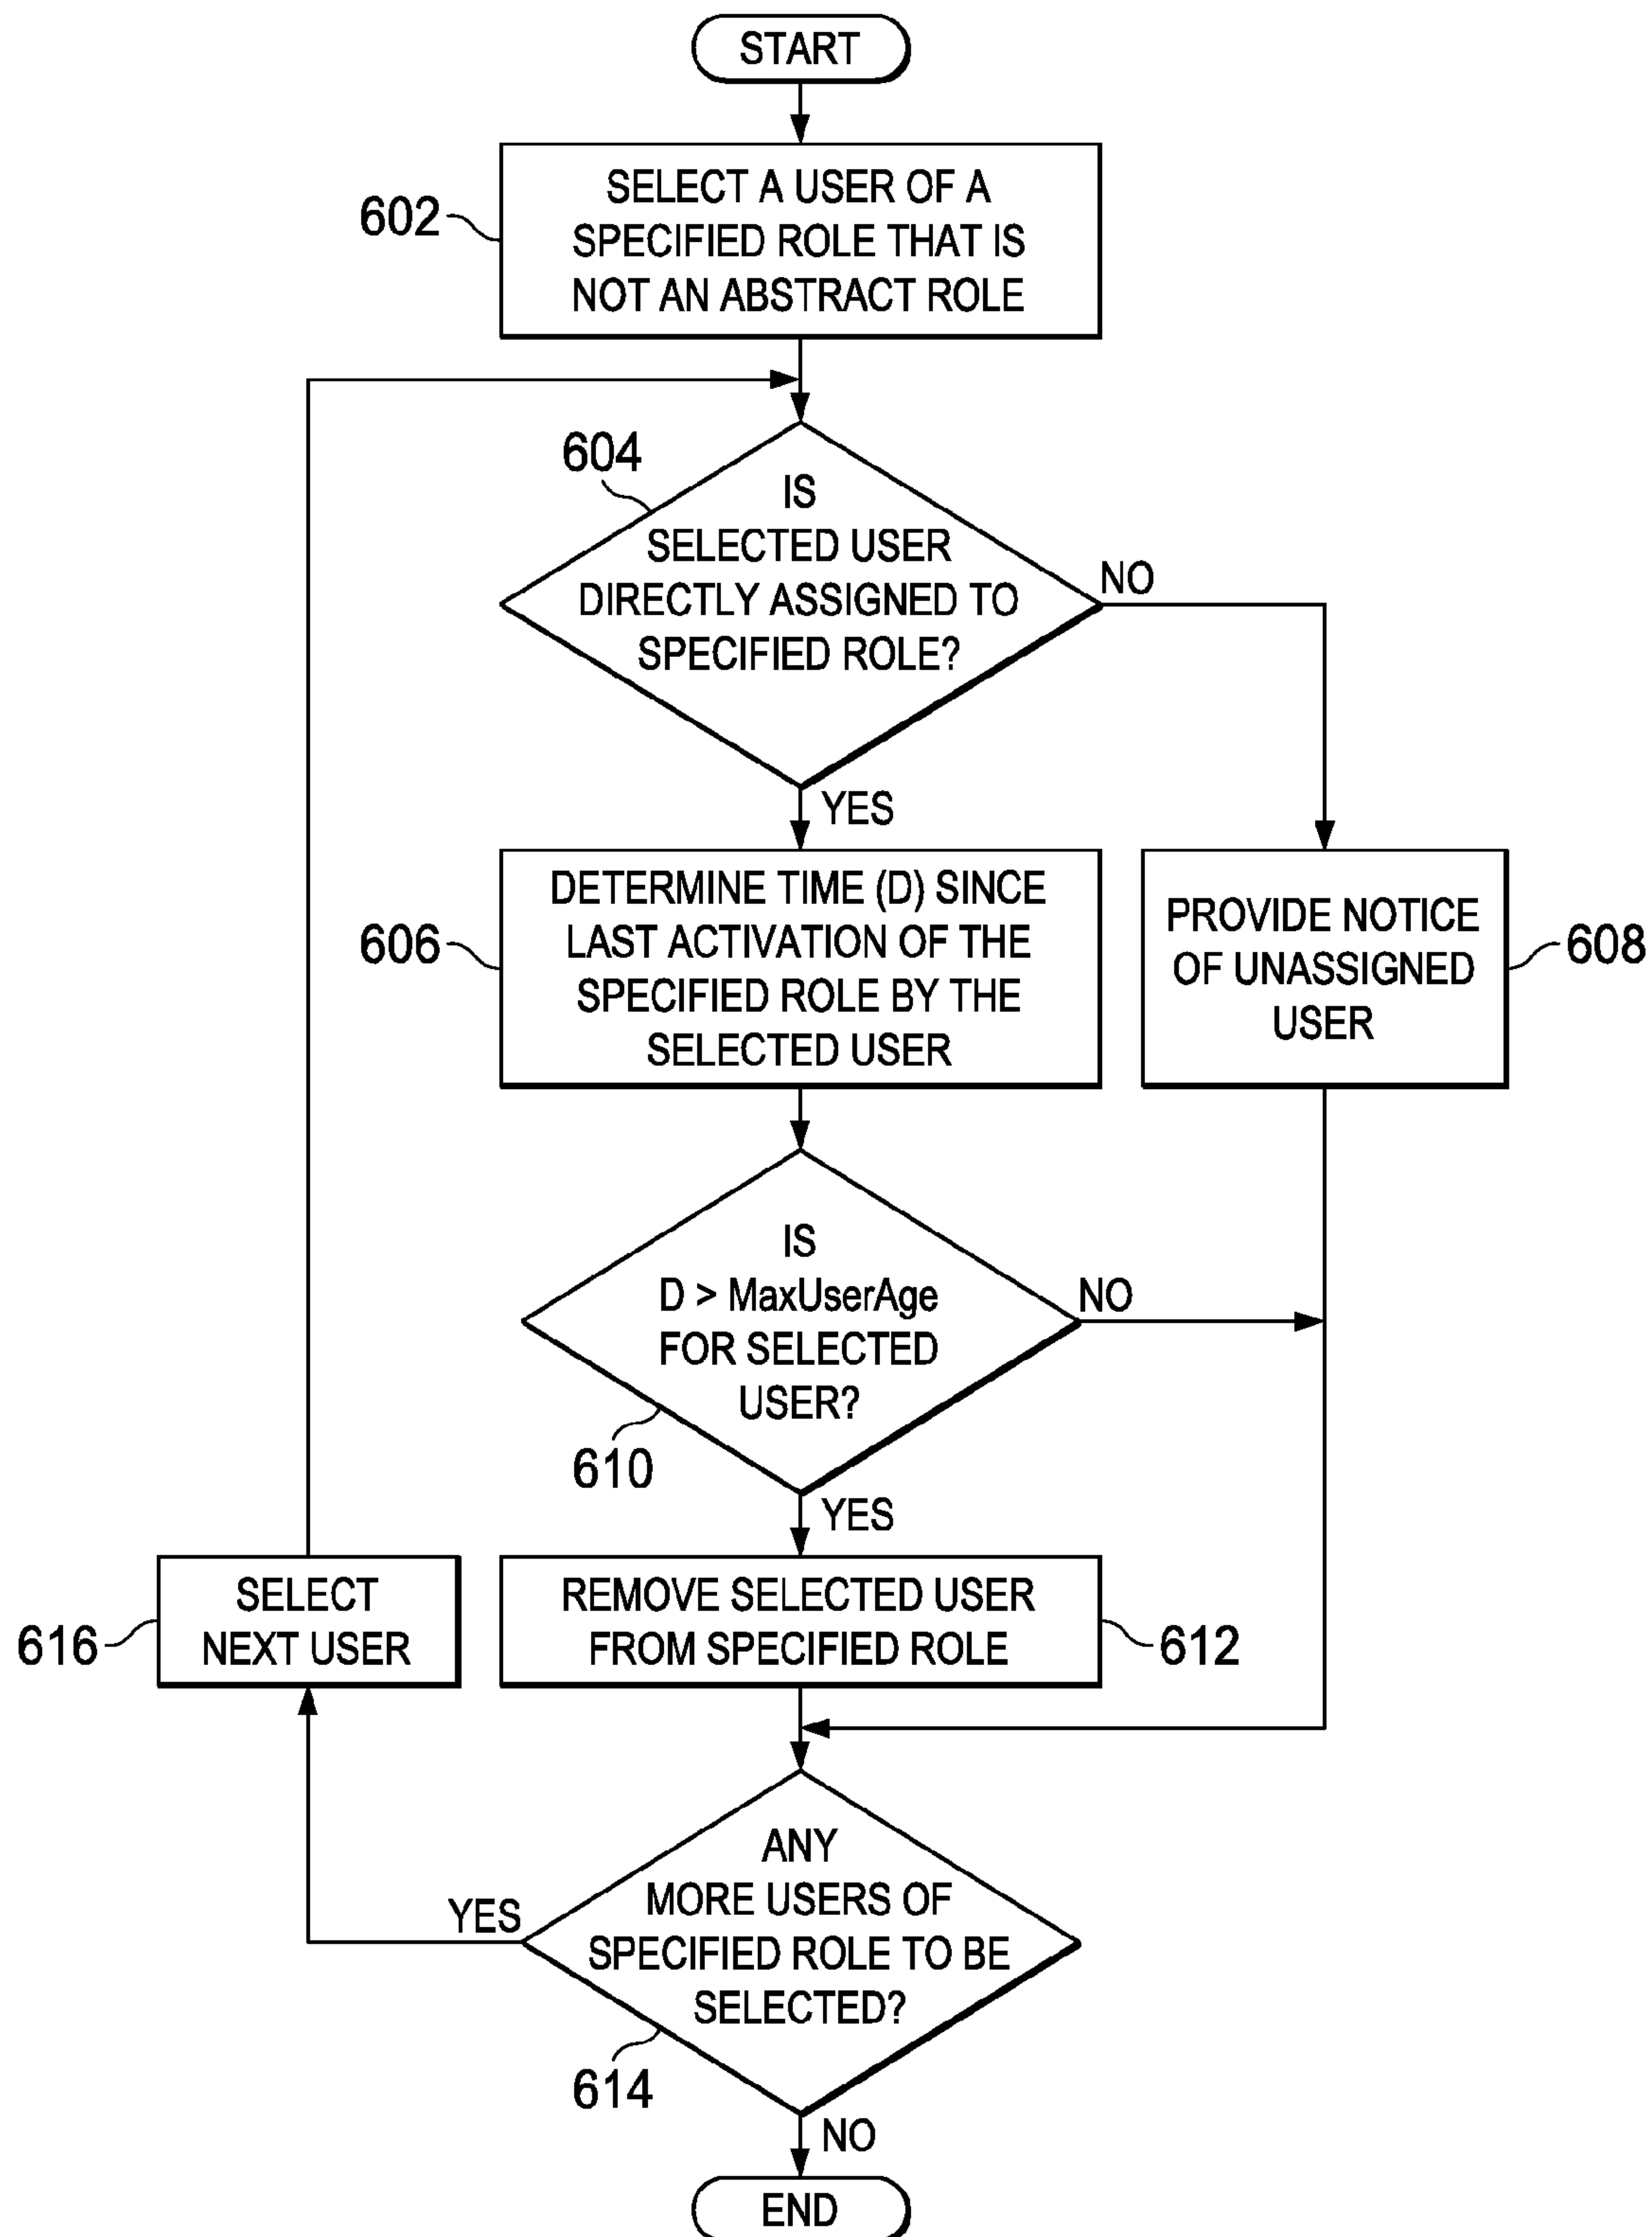 START
SELECT A USER OF A
SPECIFIED ROLE THAT IS
NOT AN ABSTRACT ROLE
602
604
IS
SELECTED USER
DIRECTLY ASSIGNED TO
SPECIFIED ROLE?
NO
YES
DETERMINE TIME (D) SINCE
LAST ACTIVATION OF THE
SPECIFIED ROLE BY THE
SELECTED USER
606
PROVIDE NOTICE
OF UNASSIGNED
USER
608
IS
D > MaxUserAge
FOR SELECTED
USER?
NO
610
YES
SELECT
NEXT USER
616
REMOVE SELECTED USER
FROM SPECIFIED ROLE
612
ANY
MORE USERS OF
SPECIFIED ROLE TO BE
SELECTED?
YES
614
NO
END